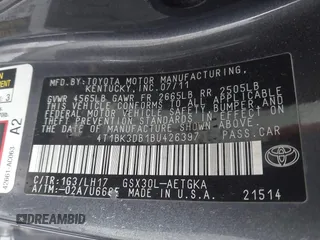 MFD. BY: TOYOTA MOTOR MANUFACTURING,
KENTUCKY, INC. 07/11
GVWR 4565LB GAWR FR 2665LB RR 2505LB
THIS VEHICLE CONFORMS TO ALL APPLICABLE
FEDERAL MOTOR VEHICLE SAFETY, BUMPER, AND
THEFT PREVENTION STANDARDS IN EFFECT ON
THE DATE OF MANUFACTURE SHOWN ABOVE.
4T1BK3DB1BU426397 PASS.CAR
C/TR: 1G3/LH17 GSX30L-AETGKA
A/TM: -02A/U660E MADE IN U.S.A. 21514
TOYOTA
A2
DREAMBID